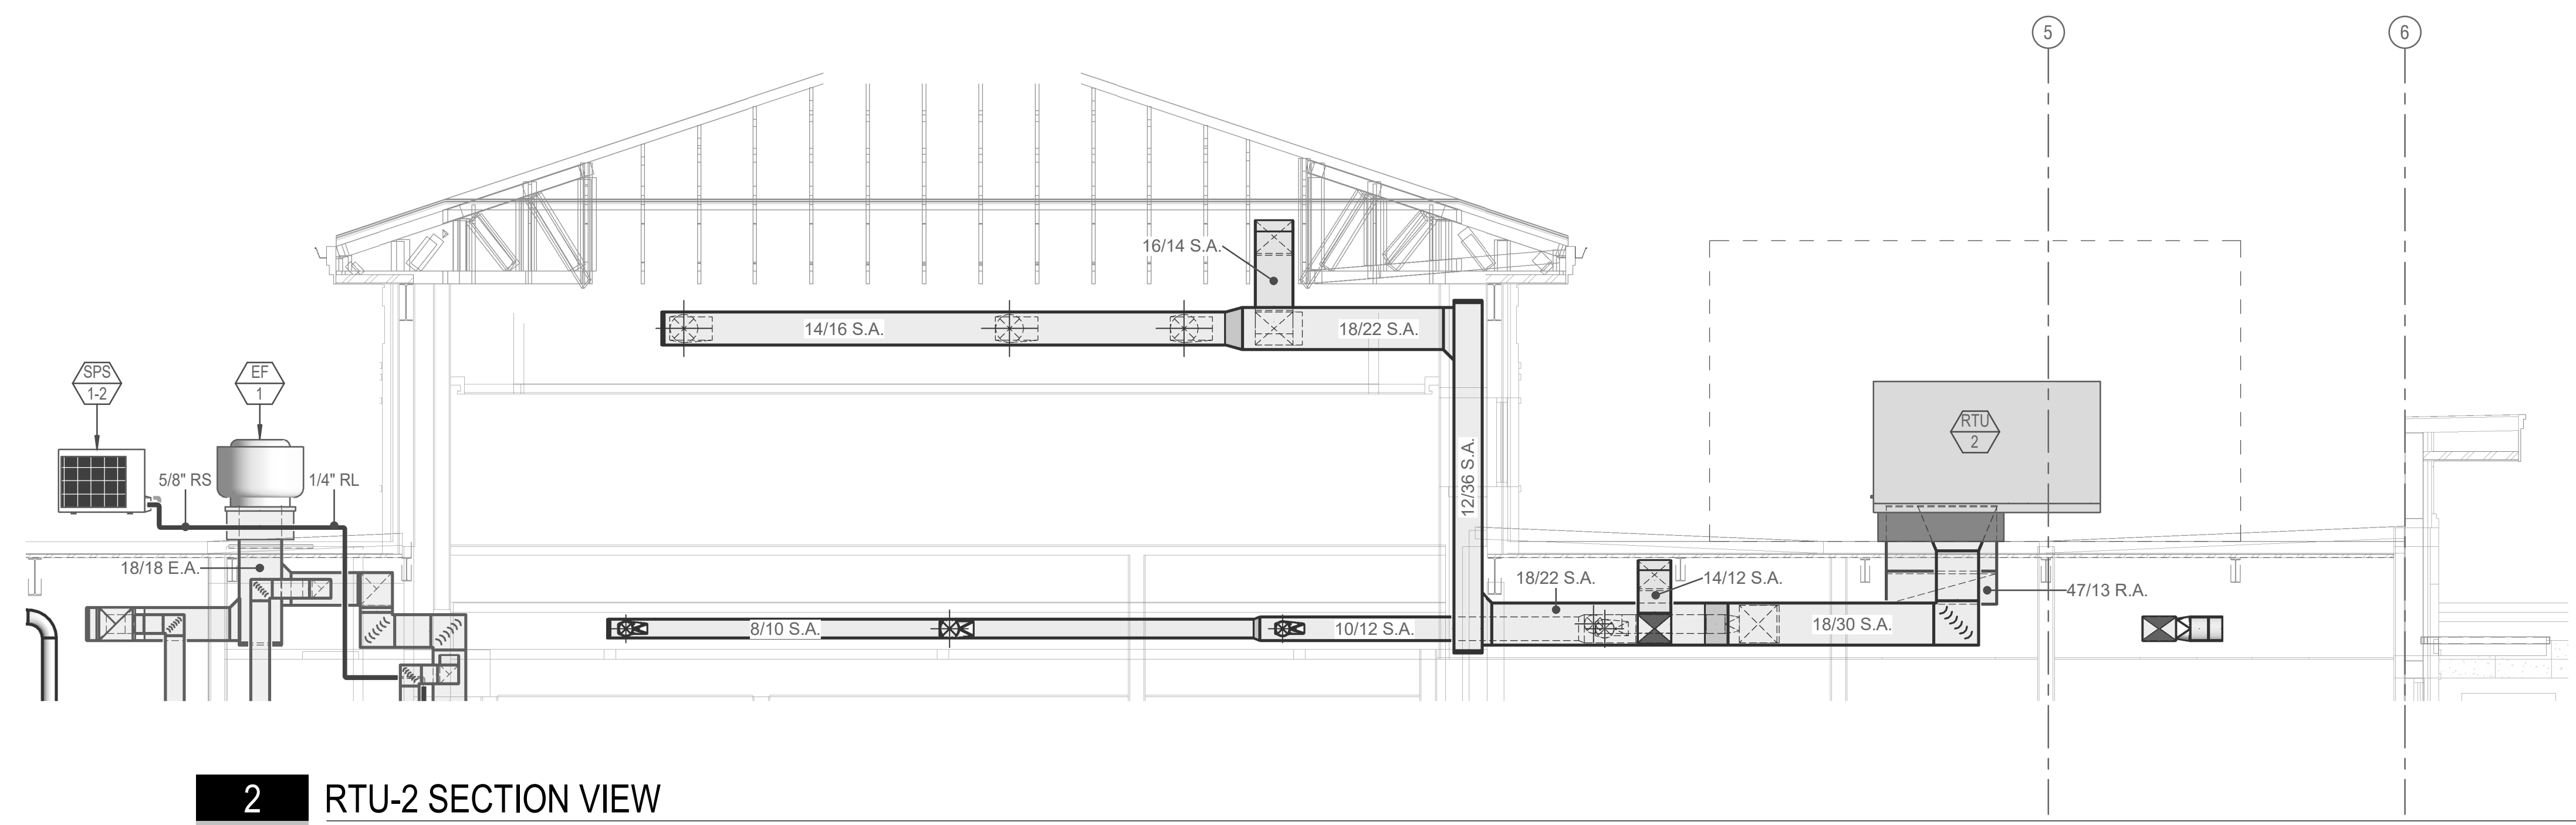 5
6
16/14 S.A.
14/16 S.A.
18/22 S.A.
SPS
1-2
EF
1
RTU
2
12/36 S.A.
5/8" RS
1/4" RL
18/18 E.A.
18/22 S.A.
14/12 S.A.
47/13 R.A.
8/10 S.A.
10/12 S.A.
18/30 S.A.
2 RTU-2 SECTION VIEW